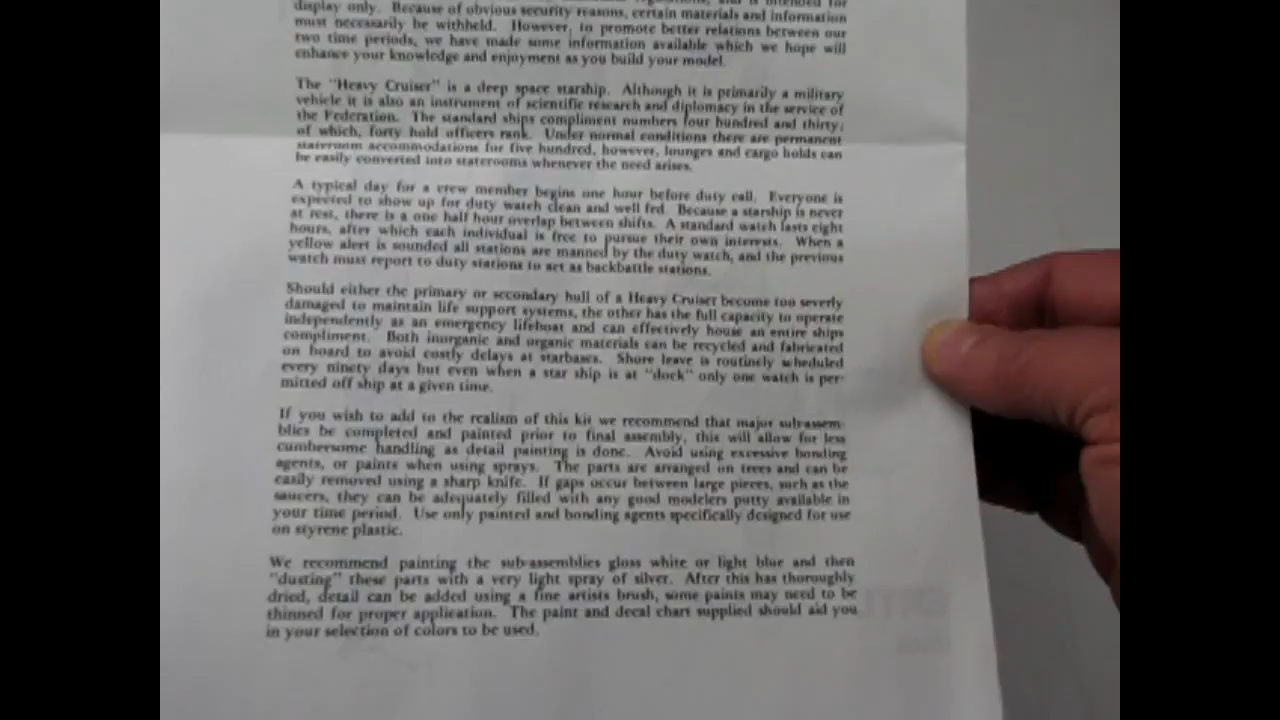 display only. Because of obvious security reasons, certain materials and information
must necessarily be withheld. However, to promote better relations between our
two time periods, we have made some information available which we hope will
enhance your knowledge and enjoyment as you build your model.
The "Heavy Cruiser" is a deep space starship. Although it is primarily a military
vehicle it is also an instrument of scientific research and diplomacy in the service of
the Federation. The standard ships compliment numbers four hundred and thirty,
of which, forty hold officers rank. Under normal conditions there are permanent
stateroom accommodations for five hundred, however, lounges and cargo holds can
be easily converted into staterooms whenever the need arises.
A typical day for a crew member begins one hour before duty call. Everyone is
expected to show up for duty watch clean and well fed. Because a starship is never
at rest, there is a one half hour overlap between shifts. A standard watch lasts eight
hours, after which each individual is free to pursue their own interests. When a
yellow alert is sounded all stations are manned by the duty watch, and the previous
watch must report to duty stations to act as backbattle stations.
Should either the primary or secondary hull of a Heavy Cruiser become too severly
damaged to maintain life support systems, the other has the full capacity to operate
independently as an emergency lifeboat and can effectively house an entire ships
compliment. Both inorganic and organic materials can be recycled and fabricated
on board to avoid costly delays at starbases. Shore leave is routinely scheduled
every ninety days but even when a star ship is at "dock" only one watch is per-
mitted off ship at a given time.
If you wish to add to the realism of this kit we recommend that major sub-assem-
blies be completed and painted prior to final assembly, this will allow for less
cumbersome handling as detail painting is done. Avoid using excessive bonding
agents, or paints when using sprays. The parts are arranged on trees and can be
easily removed using a sharp knife. If gaps occur between large pieces, such as the
saucers, they can be adequately filled with any good modelers putty available in
your time period. Use only painted and bonding agents specifically designed for use
on styrene plastic.
We recommend painting the sub-assemblies gloss white or light blue and then
"dusting" these parts with a very light spray of silver. After this has thoroughly
dried, detail can be added using a fine artists brush, some paints may need to be
thinned for proper application. The paint and decal chart supplied should aid you
in your selection of colors to be used.